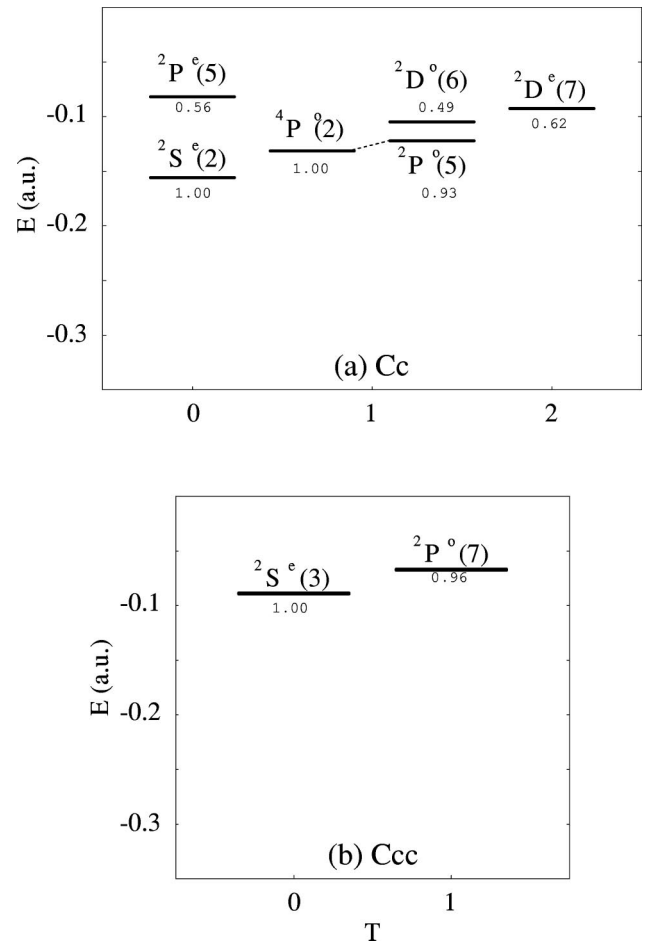 ²Pᵉ(5)
0.56
²Dᵒ(6)
0.49
²Dᵉ(7)
0.62
-0.1
⁴Pᵒ(2)
1.00
²Sᵉ(2)
1.00
²Pᵒ(5)
0.93
E (a.u.)
-0.2
-0.3
(a) Cc
0 1 2
²Sᵉ(3)
1.00
²Pᵒ(7)
0.96
-0.1
E (a.u.)
-0.2
-0.3
(b) Ccc
0 1
T